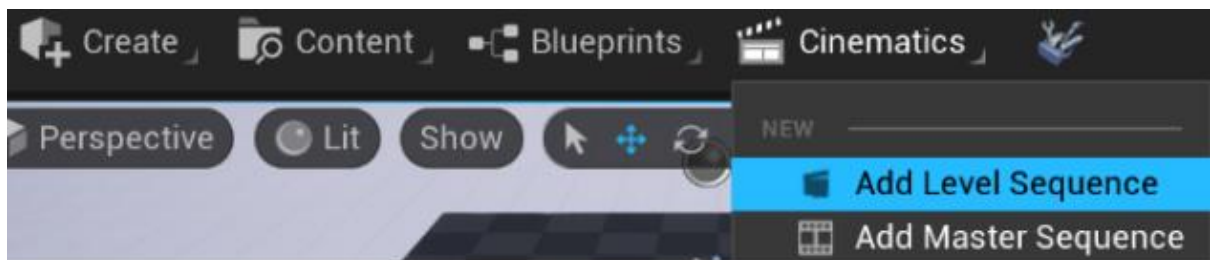 Create Content Blueprints Cinematics
Perspective Lit Show
NEW
Add Level Sequence
Add Master Sequence